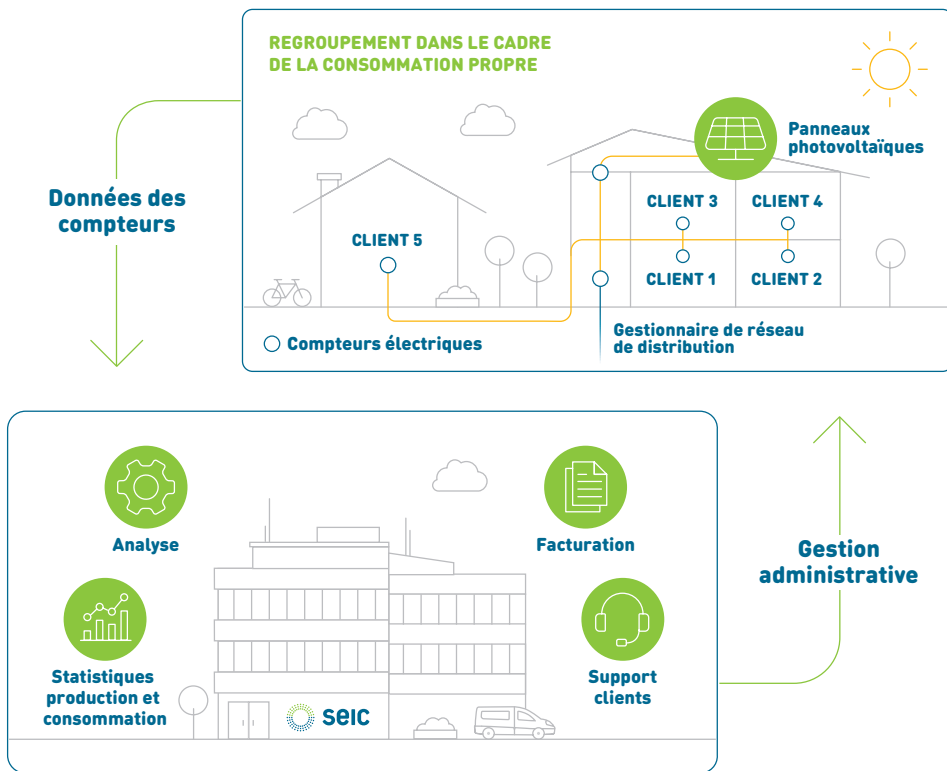 REGROUPEMENT DANS LE CADRE
DE LA CONSOMMATION PROPRE
Panneaux
photovoltaïques
Données des
compteurs
CLIENT 3
CLIENT 4
CLIENT 5
CLIENT 1
CLIENT 2
Compteurs électriques
Gestionnaire de réseau
de distribution
Analyse
Facturation
Gestion
administrative
Statistiques
production et
consommation
Support
clients
seic